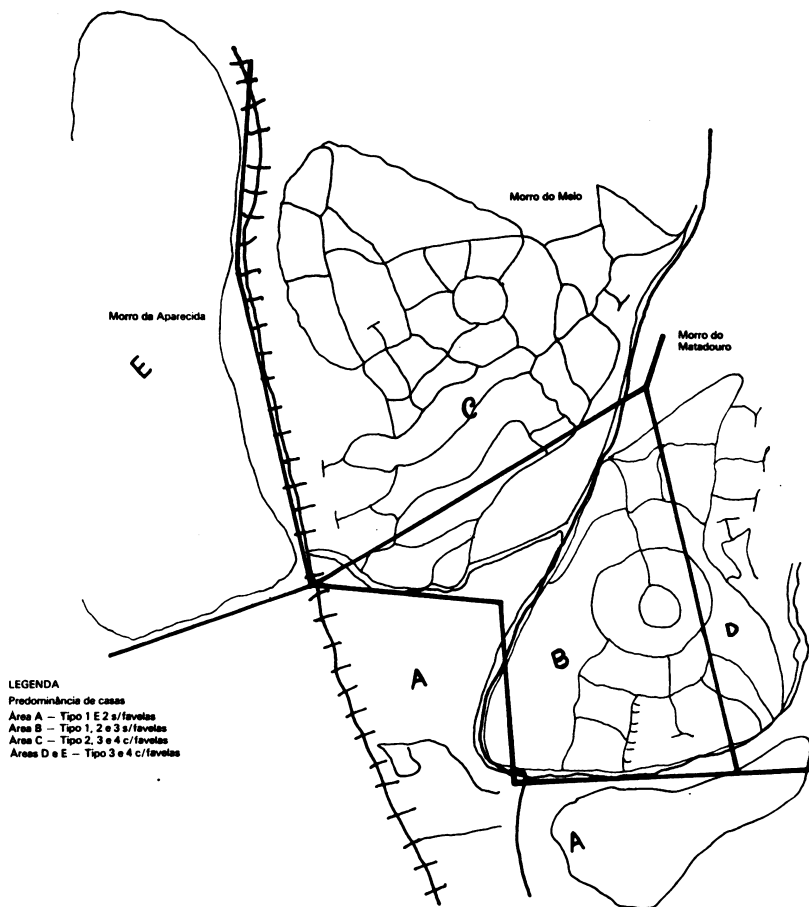 Morro do Melo
Morro da Aparecida
Morro do
Matadouro
E
C
B
D
A
A
LEGENDA
Predominância de casas
Área A — Tipo 1 E 2 s/favelas
Área B — Tipo 1, 2 e 3 s/favelas
Área C — Tipo 2, 3 e 4 c/favelas
Áreas D e E — Tipo 3 e 4 c/favelas